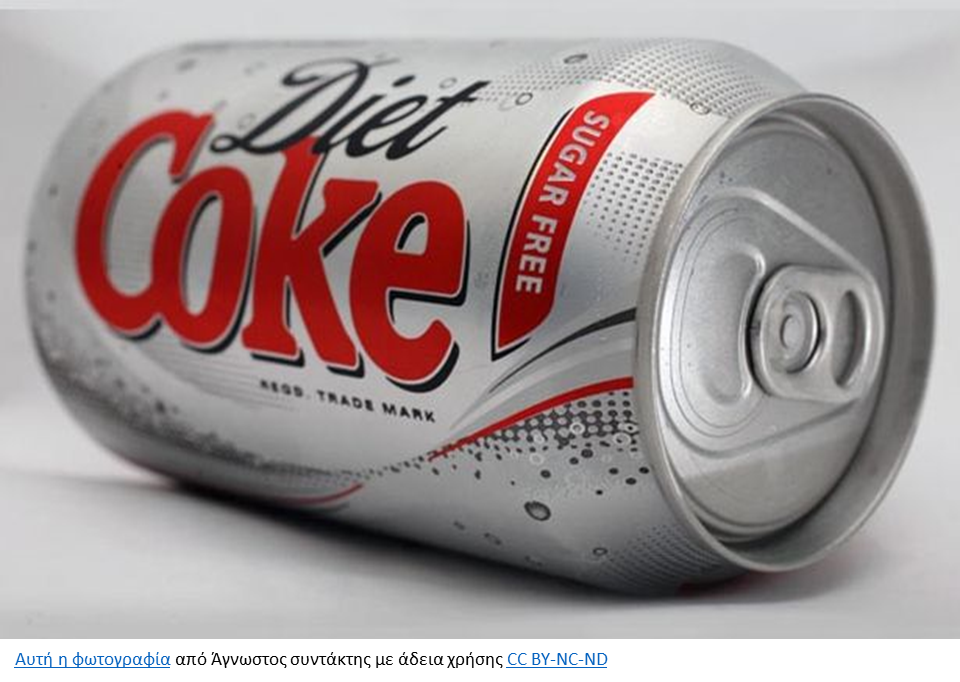 Diet
Coke
SUGAR FREE
REGD. TRADE MARK
Αυτή η φωτογραφία από Άγνωστος συντάκτης με άδεια χρήσης CC BY-NC-ND